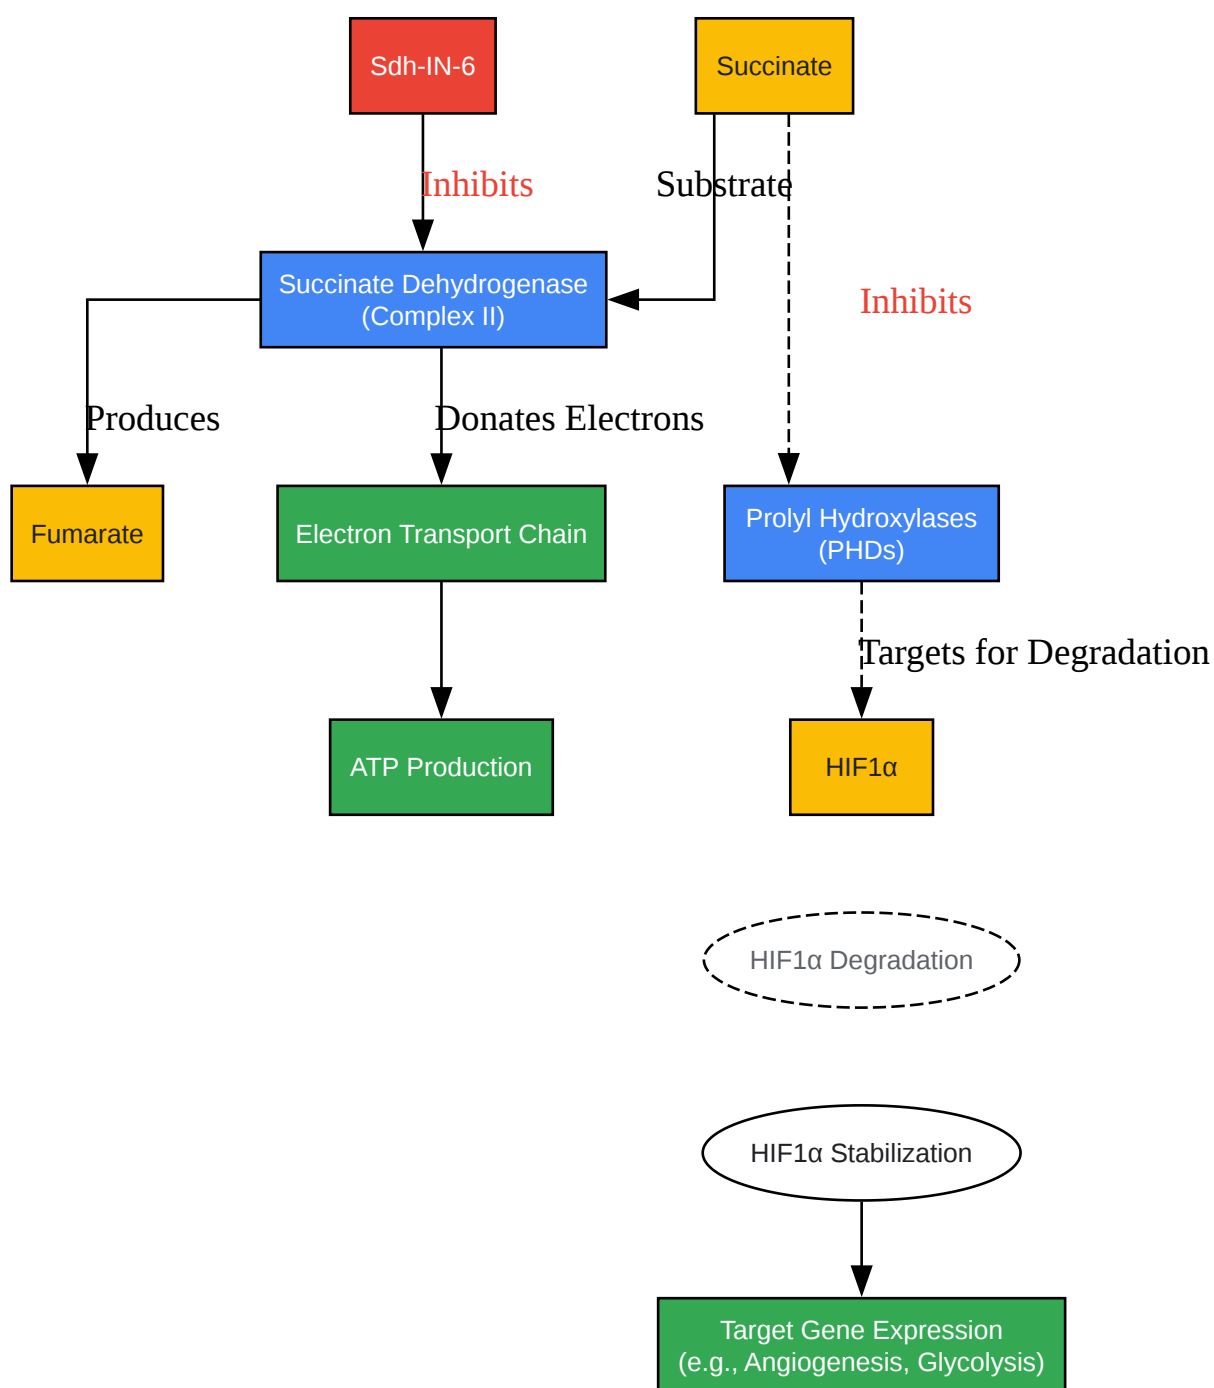 Sdh-IN-6
Succinate
Inhibits
Substrate
Succinate Dehydrogenase
(Complex II)
Inhibits
Produces
Donates Electrons
Fumarate
Electron Transport Chain
Prolyl Hydroxylases
(PHDs)
Targets for Degradation
ATP Production
HIF1α
HIF1α Degradation
HIF1α Stabilization
Target Gene Expression
(e.g., Angiogenesis, Glycolysis)